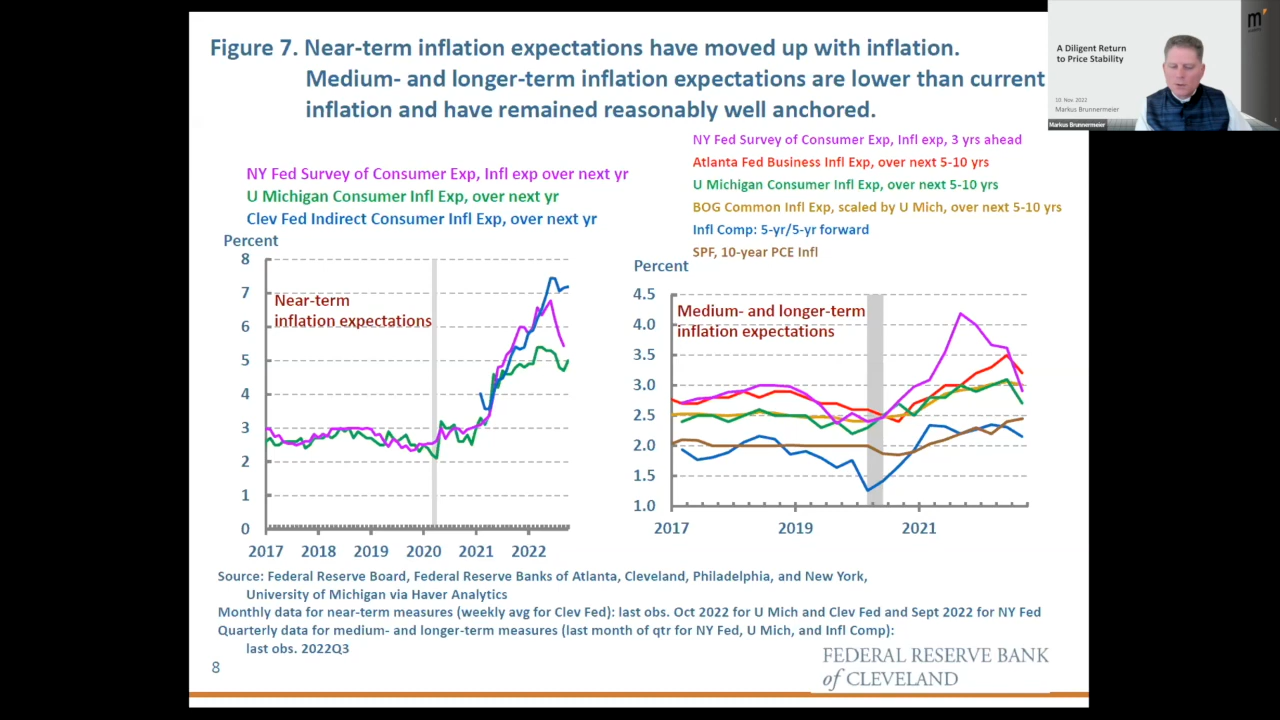 Figure 7. Near-term inflation expectations have moved up with inflation.
Medium- and longer-term inflation expectations are lower than current
inflation and have remained reasonably well anchored.
NY Fed Survey of Consumer Exp, Infl exp over next yr
U Michigan Consumer Infl Exp, over next yr
Clev Fed Indirect Consumer Infl Exp, over next yr
Percent
8
7
6
5
4
3
2
1
0
Near-term
inflation expectations
2017 2018 2019 2020 2021 2022
NY Fed Survey of Consumer Exp, Infl exp, 3 yrs ahead
Atlanta Fed Business Infl Exp, over next 5-10 yrs
U Michigan Consumer Infl Exp, over next 5-10 yrs
BOG Common Infl Exp, scaled by U Mich, over next 5-10 yrs
Infl Comp: 5-yr/5-yr forward
SPF, 10-year PCE Infl
Percent
4.5
4.0
3.5
3.0
2.5
2.0
1.5
1.0
Medium- and longer-term
inflation expectations
2017 2019 2021
Source: Federal Reserve Board, Federal Reserve Banks of Atlanta, Cleveland, Philadelphia, and New York,
University of Michigan via Haver Analytics
Monthly data for near-term measures (weekly avg for Clev Fed): last obs. Oct 2022 for U Mich and Clev Fed and Sept 2022 for NY Fed
Quarterly data for medium- and longer-term measures (last month of qtr for NY Fed, U Mich, and Infl Comp):
last obs. 2022Q3
8
FEDERAL RESERVE BANK
of CLEVELAND
A Diligent Return
to Price Stability
10. Nov. 2022
Markus Brunnermeier
Markus Brunnermeier
m